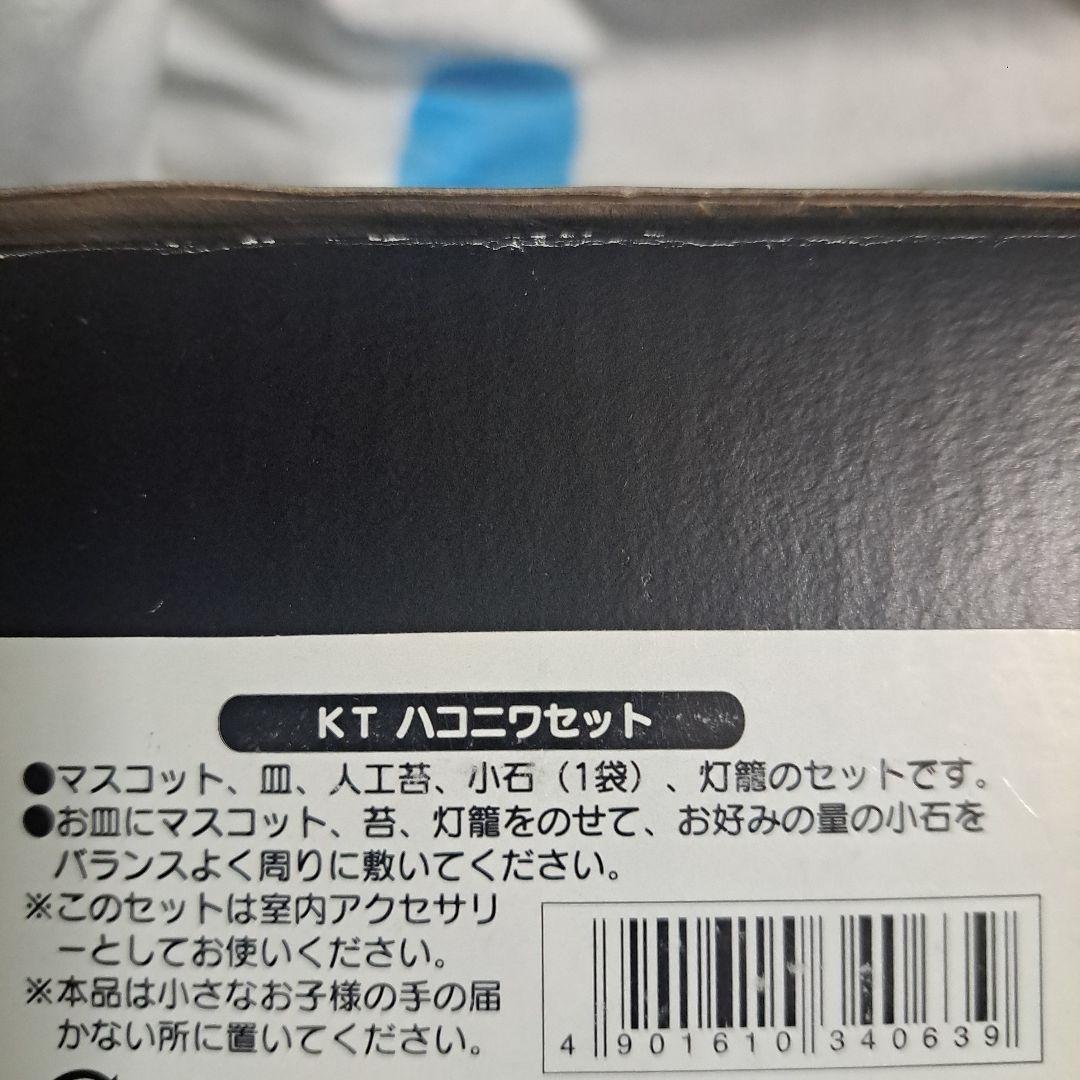 KT ハコニワセット
●マスコット、皿、人工苔、小石（1袋）、灯籠のセットです。
●お皿にマスコット、苔、灯籠をのせて、お好みの量の小石を
バランスよく周りに敷いてください。
※このセットは室内アクセサリ
ーとしてお使いください。
※本品は小さなお子様の手の届
かない所に置いてください。
4 901610 340639